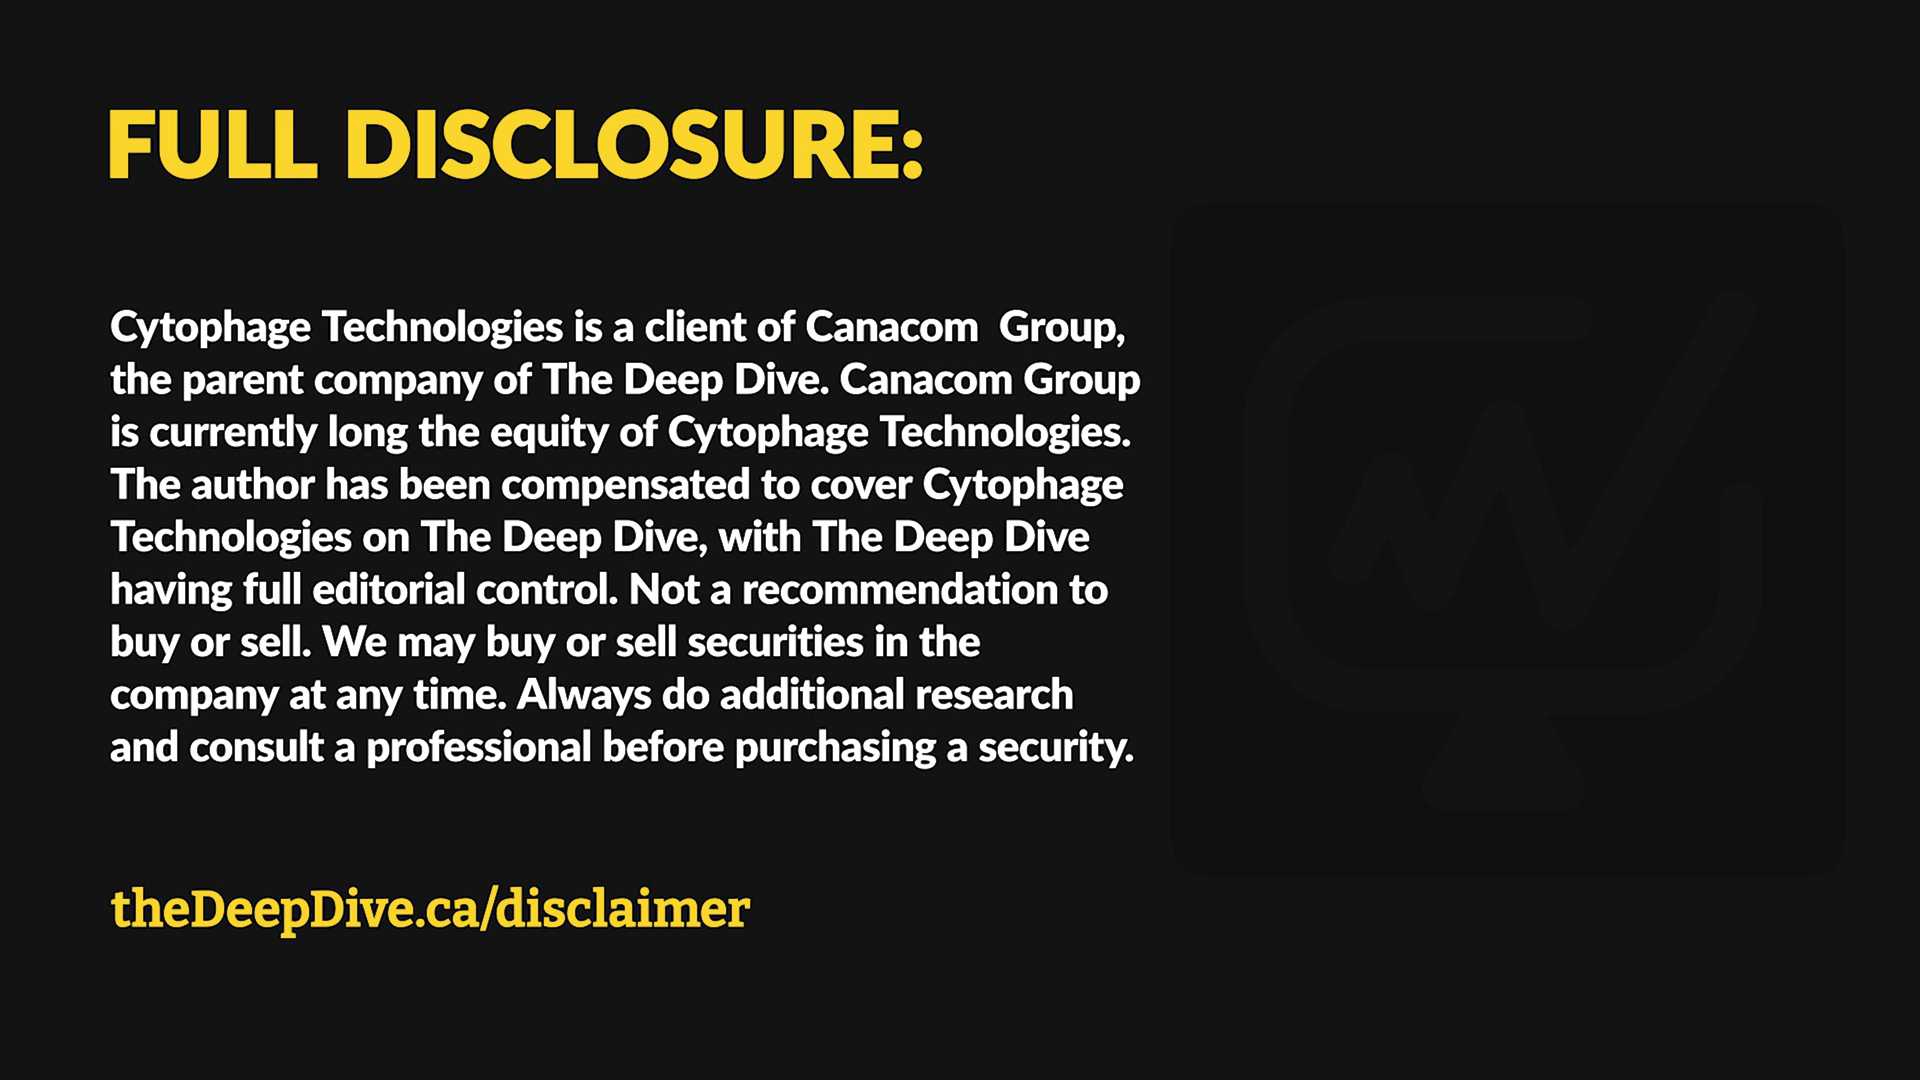 FULL DISCLOSURE:
Cytophage Technologies is a client of Canacom  Group,
the parent company of The Deep Dive. Canacom Group
is currently long the equity of Cytophage Technologies.
The author has been compensated to cover Cytophage
Technologies on The Deep Dive, with The Deep Dive
having full editorial control. Not a recommendation to
buy or sell. We may buy or sell securities in the
company at any time. Always do additional research
and consult a professional before purchasing a security.
theDeepDive.ca/disclaimer